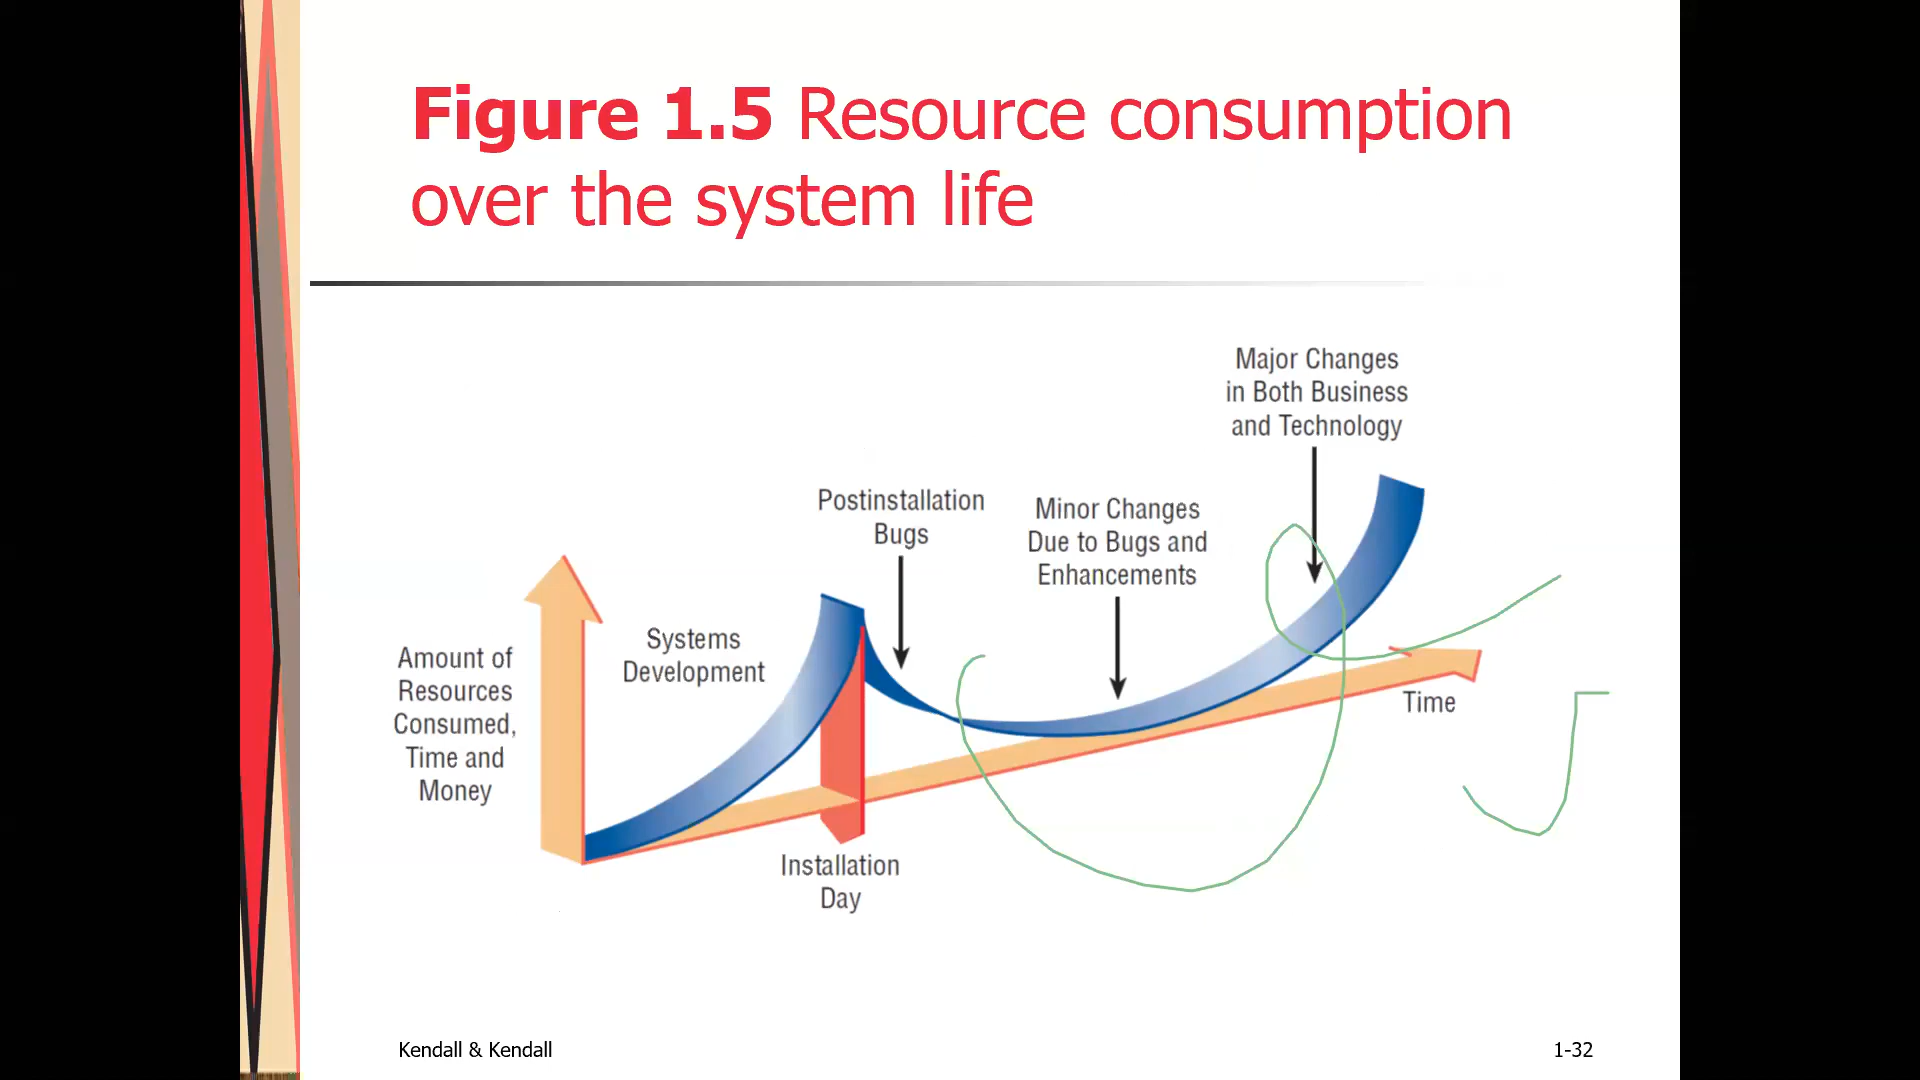 Figure 1.5 Resource consumption
over the system life
Major Changes
in Both Business
and Technology
Postinstallation
Bugs
Minor Changes
Due to Bugs and
Enhancements
Systems
Development
Amount of
Resources
Consumed,
Time and
Money
Time
Installation
Day
Kendall & Kendall
1-32